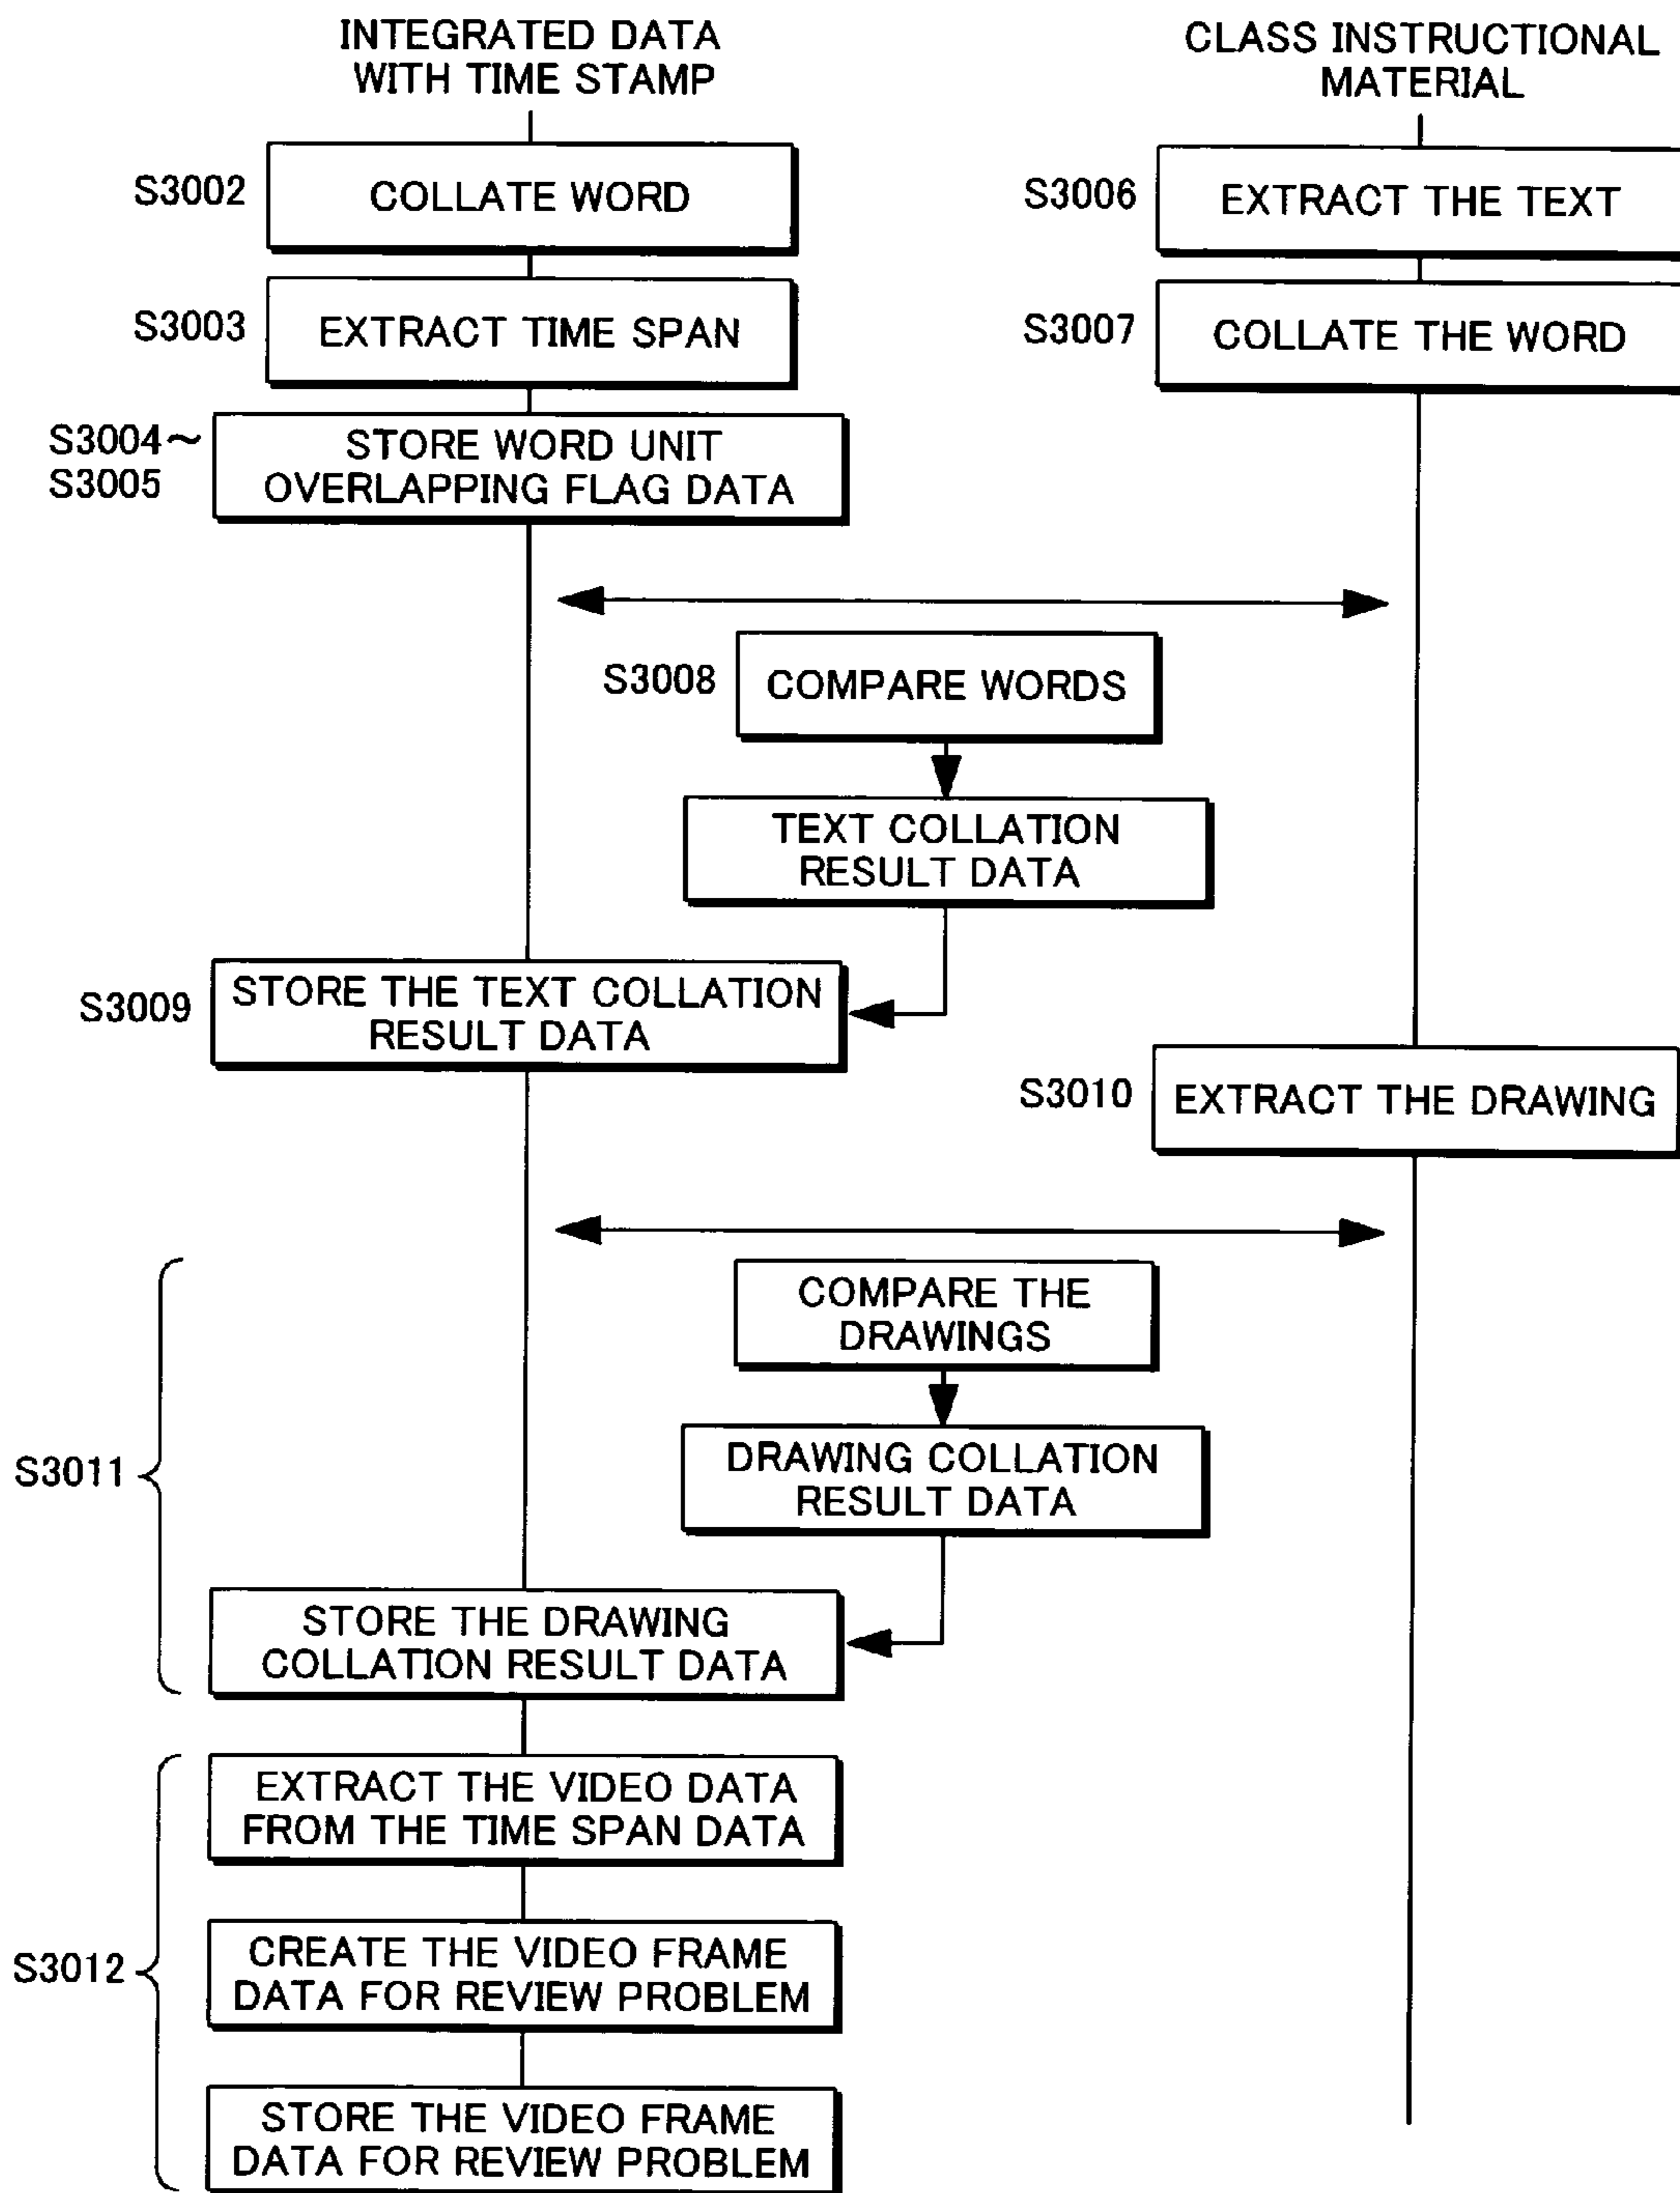 INTEGRATED DATA
WITH TIME STAMP
CLASS INSTRUCTIONAL
MATERIAL
S3002
COLLATE WORD
S3006
EXTRACT THE TEXT
S3003
EXTRACT TIME SPAN
S3007
COLLATE THE WORD
S3004~
S3005
STORE WORD UNIT
OVERLAPPING FLAG DATA
S3008
COMPARE WORDS
TEXT COLLATION
RESULT DATA
S3009
STORE THE TEXT COLLATION
RESULT DATA
S3010
EXTRACT THE DRAWING
COMPARE THE
DRAWINGS
S3011
DRAWING COLLATION
RESULT DATA
STORE THE DRAWING
COLLATION RESULT DATA
EXTRACT THE VIDEO DATA
FROM THE TIME SPAN DATA
S3012
CREATE THE VIDEO FRAME
DATA FOR REVIEW PROBLEM
STORE THE VIDEO FRAME
DATA FOR REVIEW PROBLEM